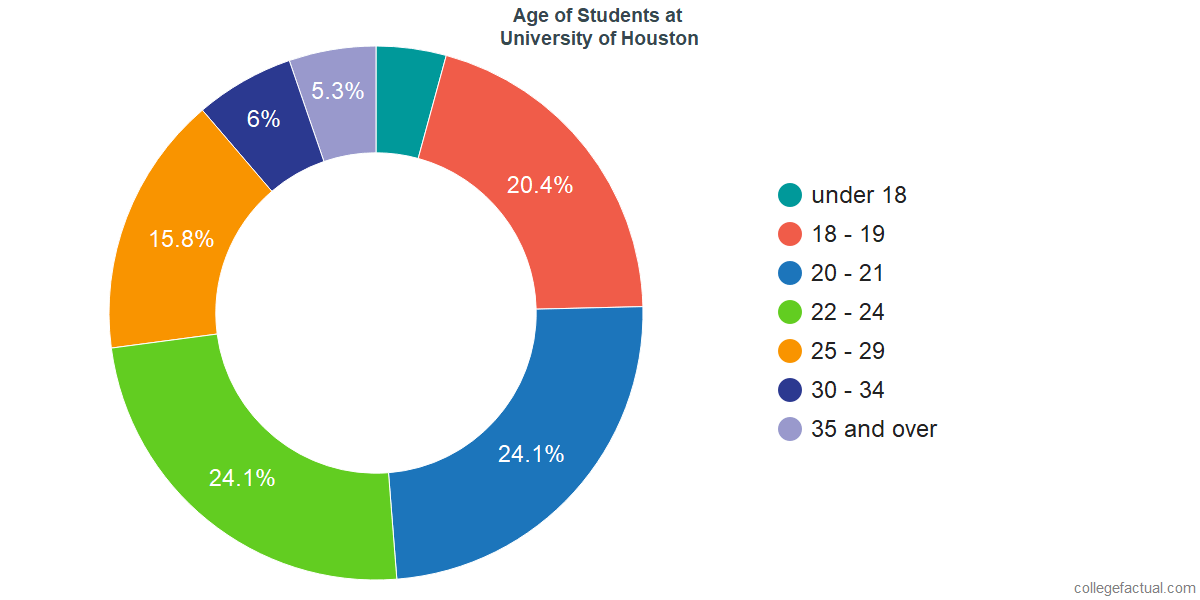 Age of Students at
University of Houston
5.3%
6%
20.4%
15.8%
24.1%
24.1%
under 18
18 - 19
20 - 21
22 - 24
25 - 29
30 - 34
35 and over
collegefactual.com